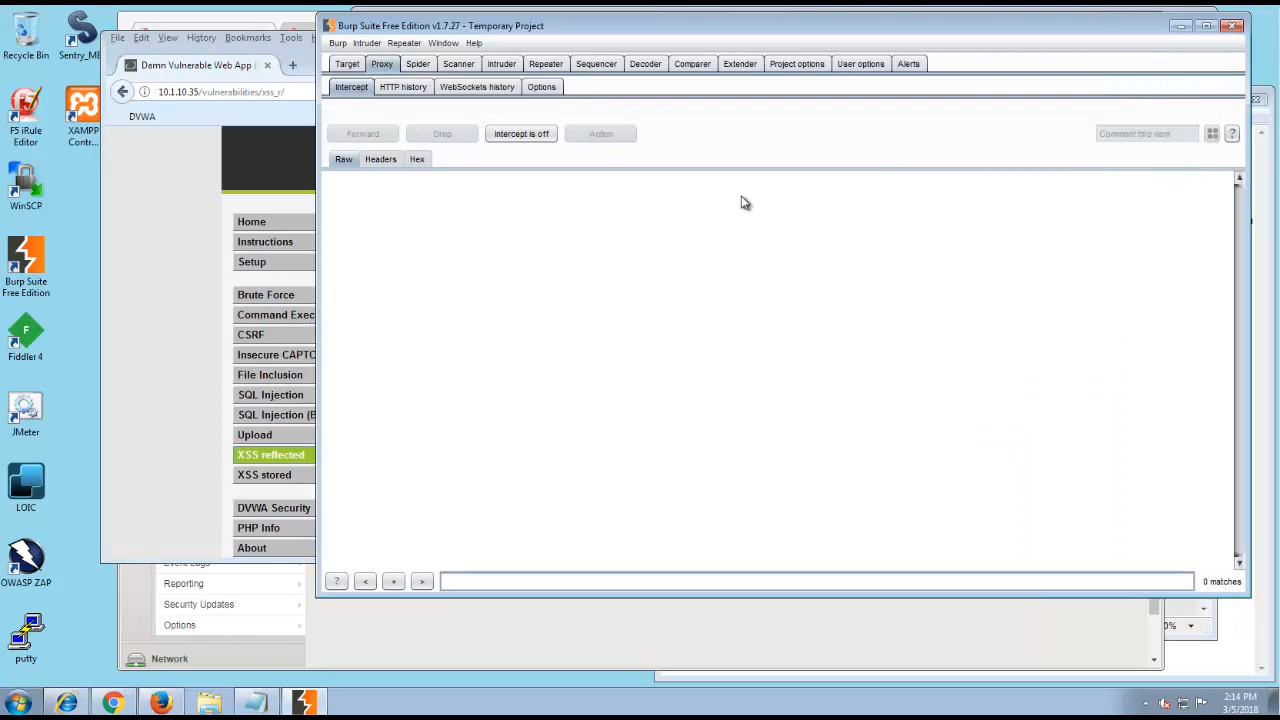 Recycle Bin
Sentry_MB
F5 iRule
Editor
XAMPP
Contr...
WinSCP
Burp Suite
Free Edition
Fiddler 4
JMeter
LOIC
OWASP ZAP
putty
File Edit View History Bookmarks Tools
Damn Vulnerable Web App (
10.1.10.35/vulnerabilities/xss_r/
DVWA
Home
Instructions
Setup
Brute Force
Command Exec
CSRF
Insecure CAPTC
File Inclusion
SQL Injection
SQL Injection (B
Upload
XSS reflected
XSS stored
DVWA Security
PHP Info
About
Burp Suite Free Edition v1.7.27 - Temporary Project
Burp Intruder Repeater Window Help
Target Proxy Spider Scanner Intruder Repeater Sequencer Decoder Comparer Extender Project options User options Alerts
Intercept HTTP history WebSockets history Options
Forward Drop Intercept is off Action Comment this item ?
Raw Headers Hex
? < + > 0 matches
Reporting
Security Updates
Options
Network
0%
2:14 PM
3/5/2018